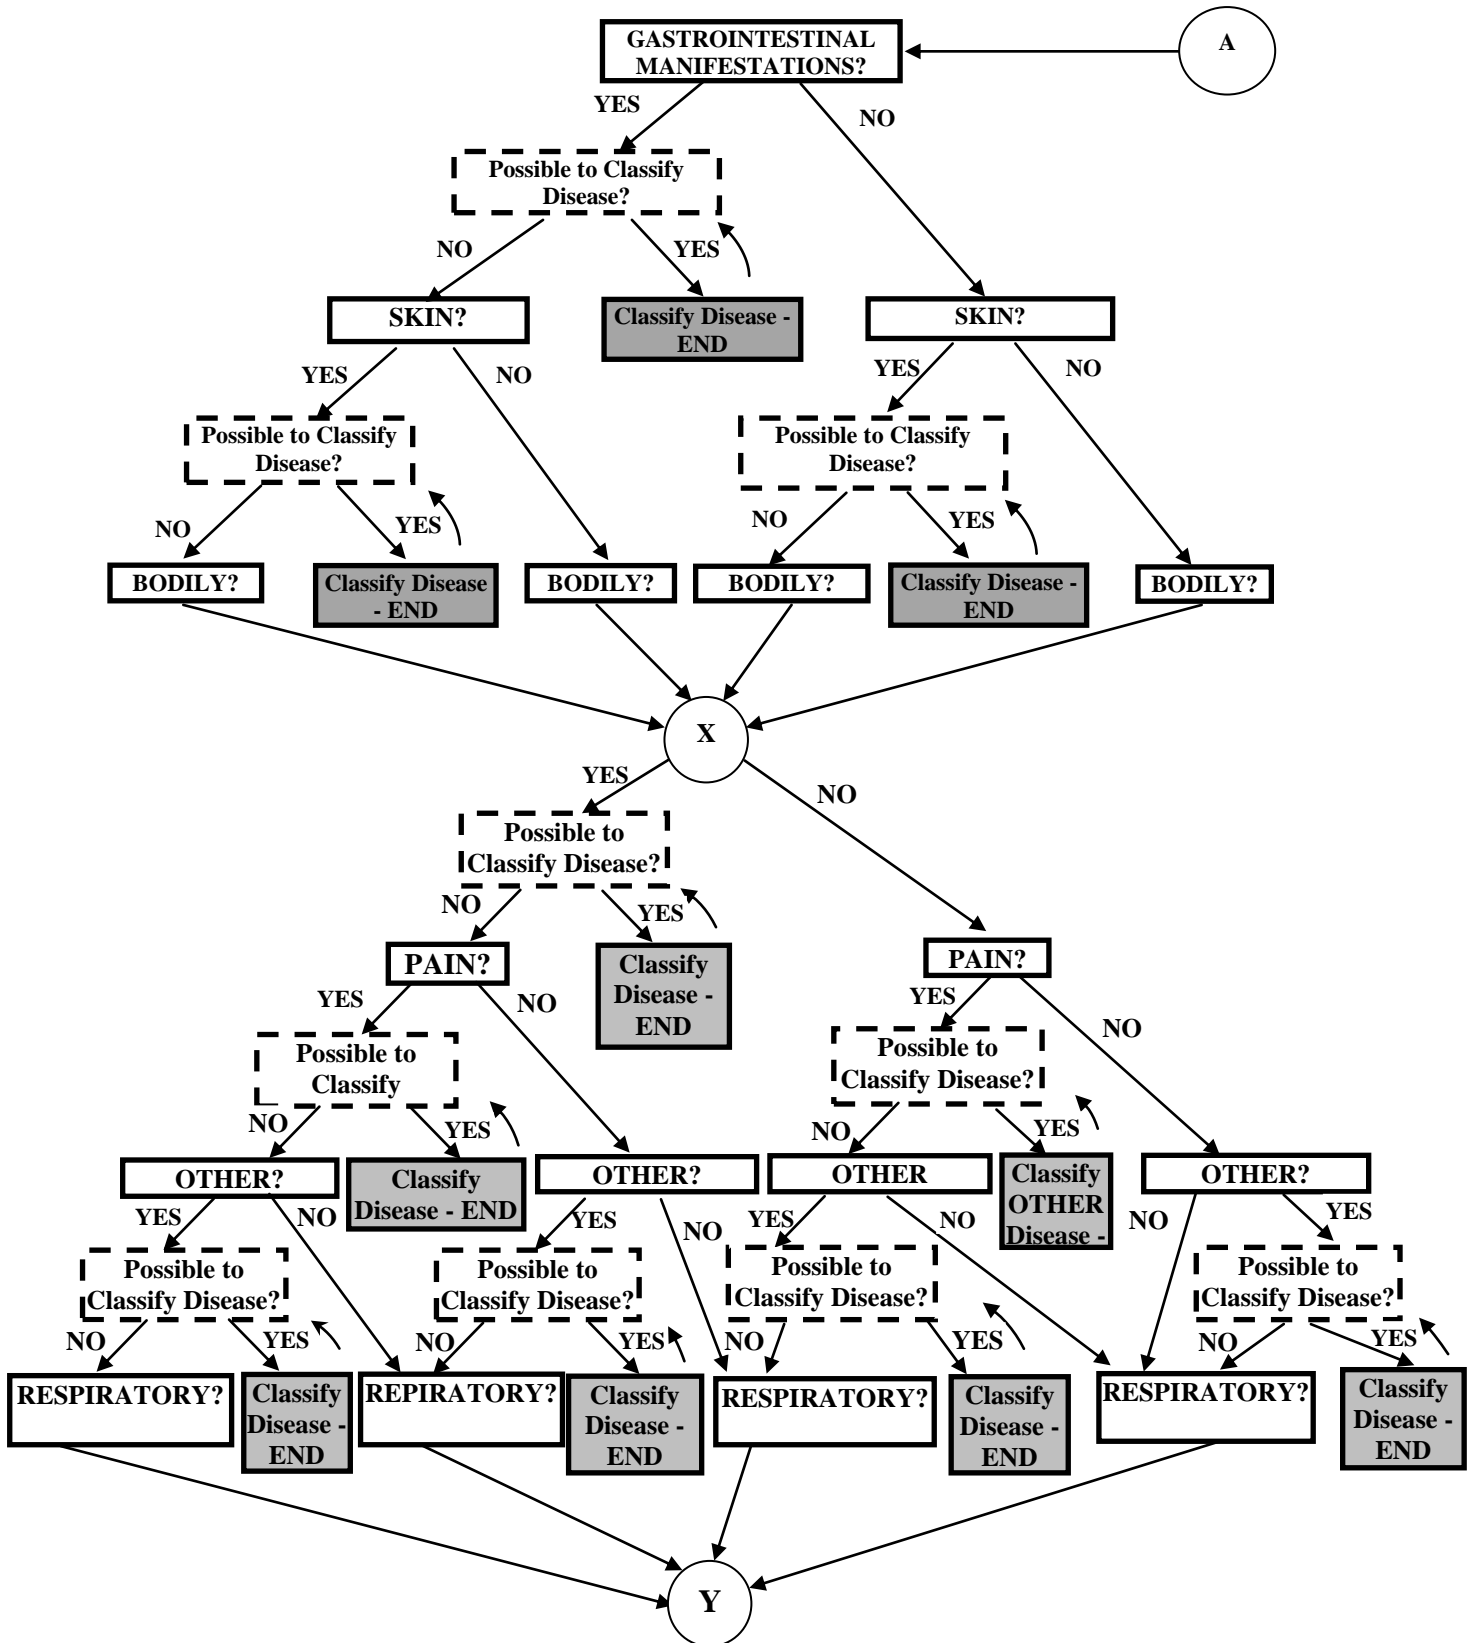 GASTROINTESTINAL
MANIFESTATIONS?
A
YES
NO
Possible to Classify
Disease?
NO
YES
SKIN?
Classify Disease -
END
SKIN?
YES
NO
YES
NO
Possible to Classify
Disease?
Possible to Classify
Disease?
NO
YES
NO
YES
BODILY?
Classify Disease
- END
BODILY?
BODILY?
Classify Disease -
END
BODILY?
X
YES
NO
Possible to
Classify Disease?
NO
YES
PAIN?
Classify
Disease -
END
PAIN?
YES
NO
YES
NO
Possible to
Classify
Possible to
Classify Disease?
NO
YES
NO
YES
OTHER?
Classify
Disease - END
OTHER?
OTHER
Classify
OTHER
Disease -
OTHER?
YES
NO
YES
NO
YES
NO
NO
YES
Possible to
Classify Disease?
Possible to
Classify Disease?
Possible to
Classify Disease?
Possible to
Classify Disease?
NO
YES
NO
YES
NO
YES
NO
YES
RESPIRATORY?
Classify
Disease -
END
REPIRATORY?
Classify
Disease -
END
RESPIRATORY?
Classify
Disease -
END
RESPIRATORY?
Classify
Disease -
END
Y